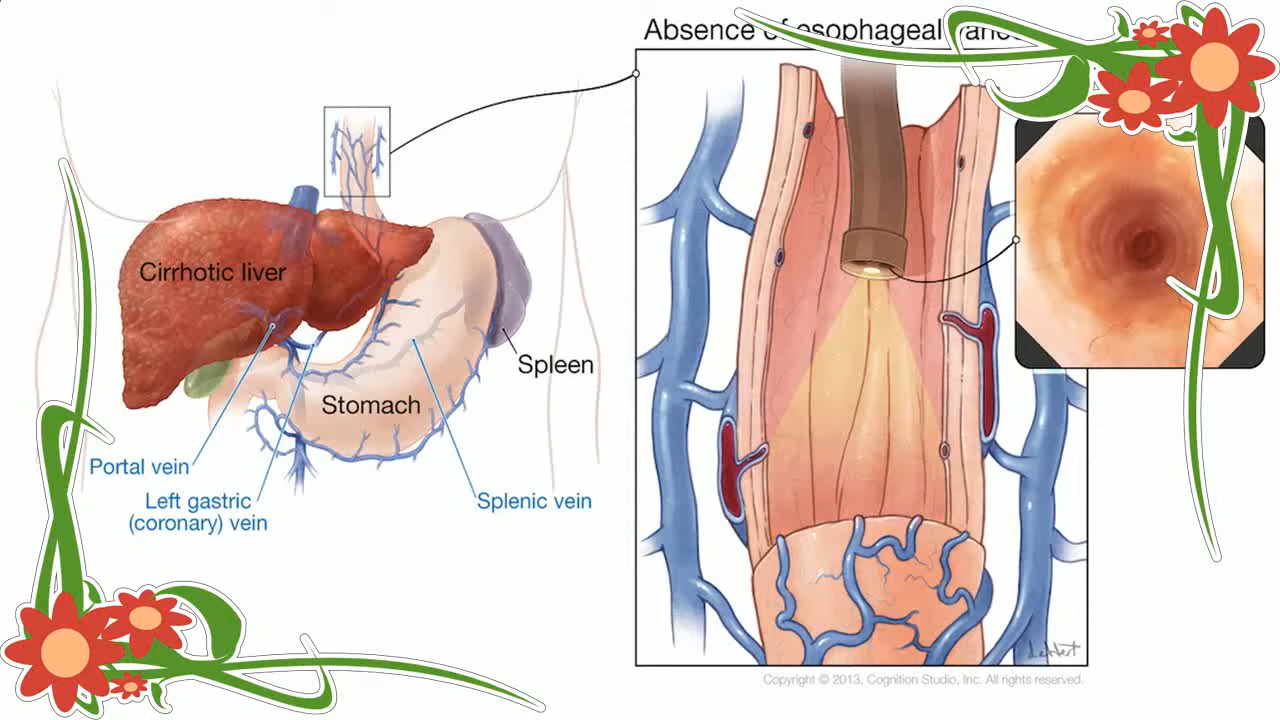 Absence of esophageal
Cirrhotic liver
Spleen
Stomach
Portal vein
Left gastric
(coronary) vein
Splenic vein
Copyright © 2013. Cognition Studio, Inc. All rights reserved.